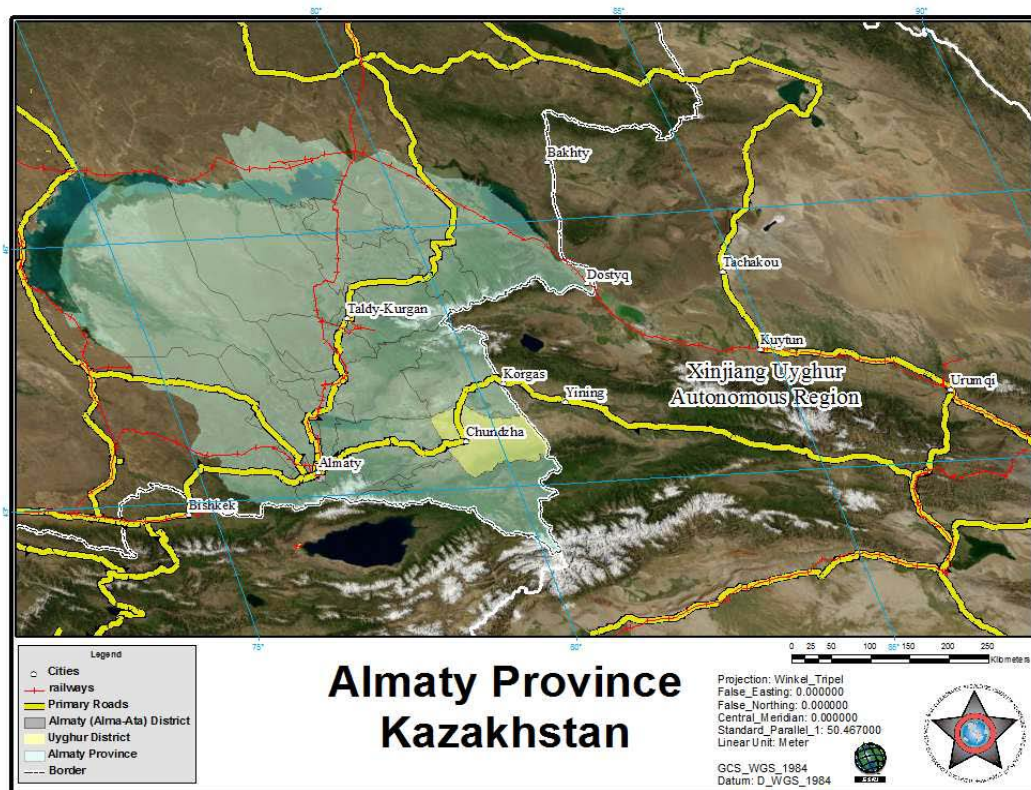 80°
85°
90°
Bakhty
45°
Dostyq
Tachakou
Taldy-Kurgan
Kuytun
Xinjiang Uyghur
Autonomous Region
Korgas
Yining
Urumqi
Chundzha
Almaty
Bishkek
75°
80°
85°
Legend
Cities
railways
Primary Roads
Almaty (Alma-Ata) District
Uyghur District
Almaty Province
Border
Almaty Province
Kazakhstan
0 25 50 100 150 200 250
Kilometers
Projection: Winkel_Tripel
False_Easting: 0.000000
False_Northing: 0.000000
Central_Meridian: 0.000000
Standard_Parallel_1: 50.467000
Linear Unit: Meter
GCS_WGS_1984
Datum: D_WGS_1984
ESRI